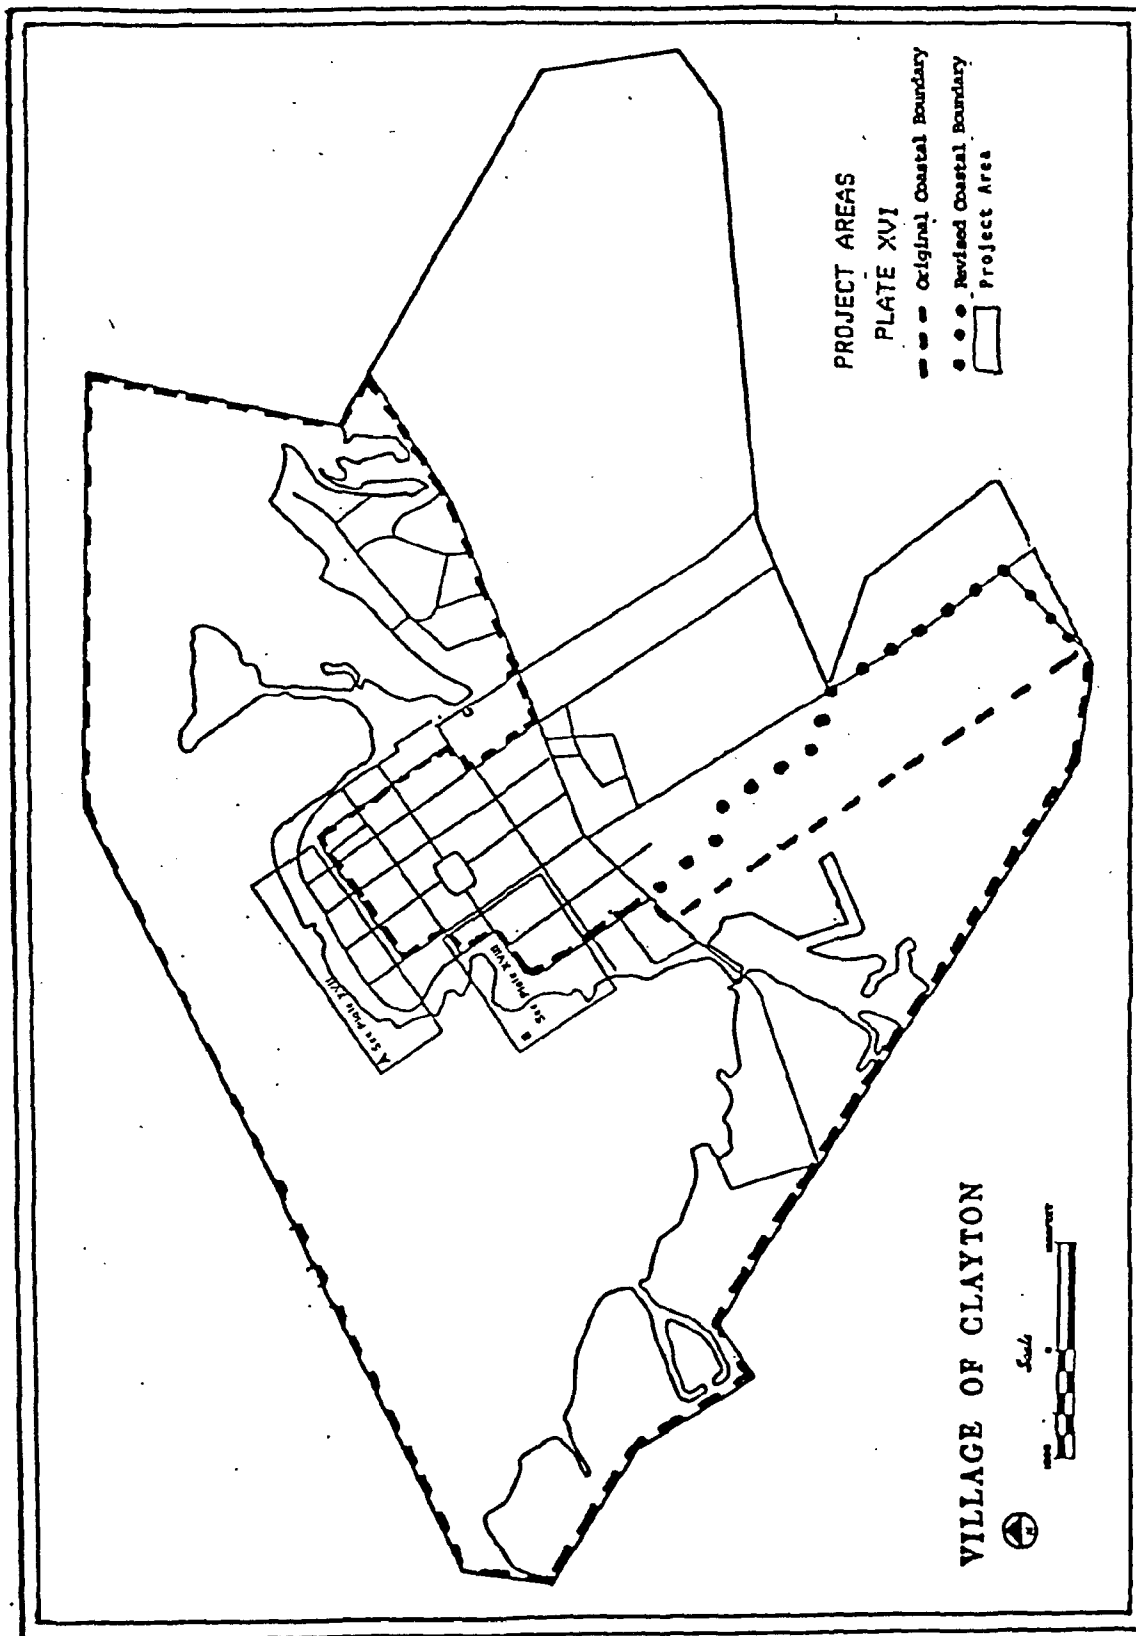 PROJECT AREAS
PLATE XVI
Original Coastal Boundary
Revised Coastal Boundary
Project Area
A See Plate XVII
B See Plate XVIII
VILLAGE OF CLAYTON
Scale
0
N